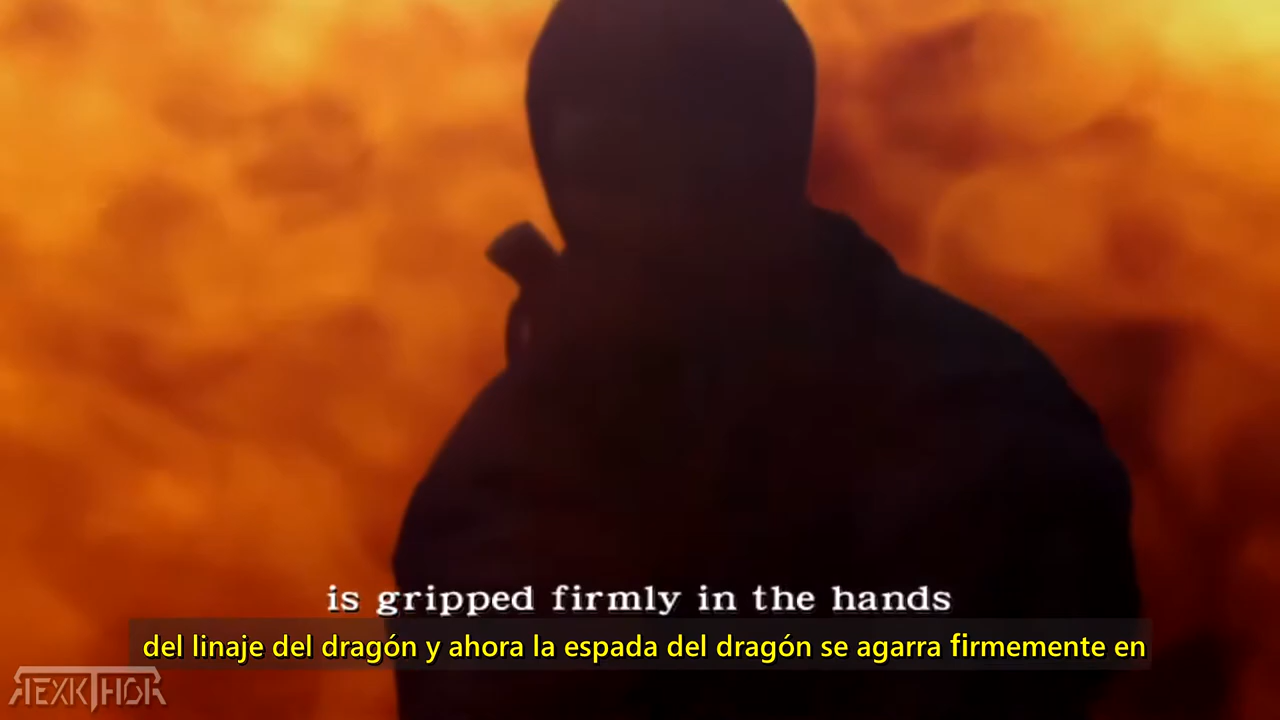 is gripped firmly in the hands
del linaje del dragón y ahora la espada del dragón se agarra firmemente en
TEXKTHOR